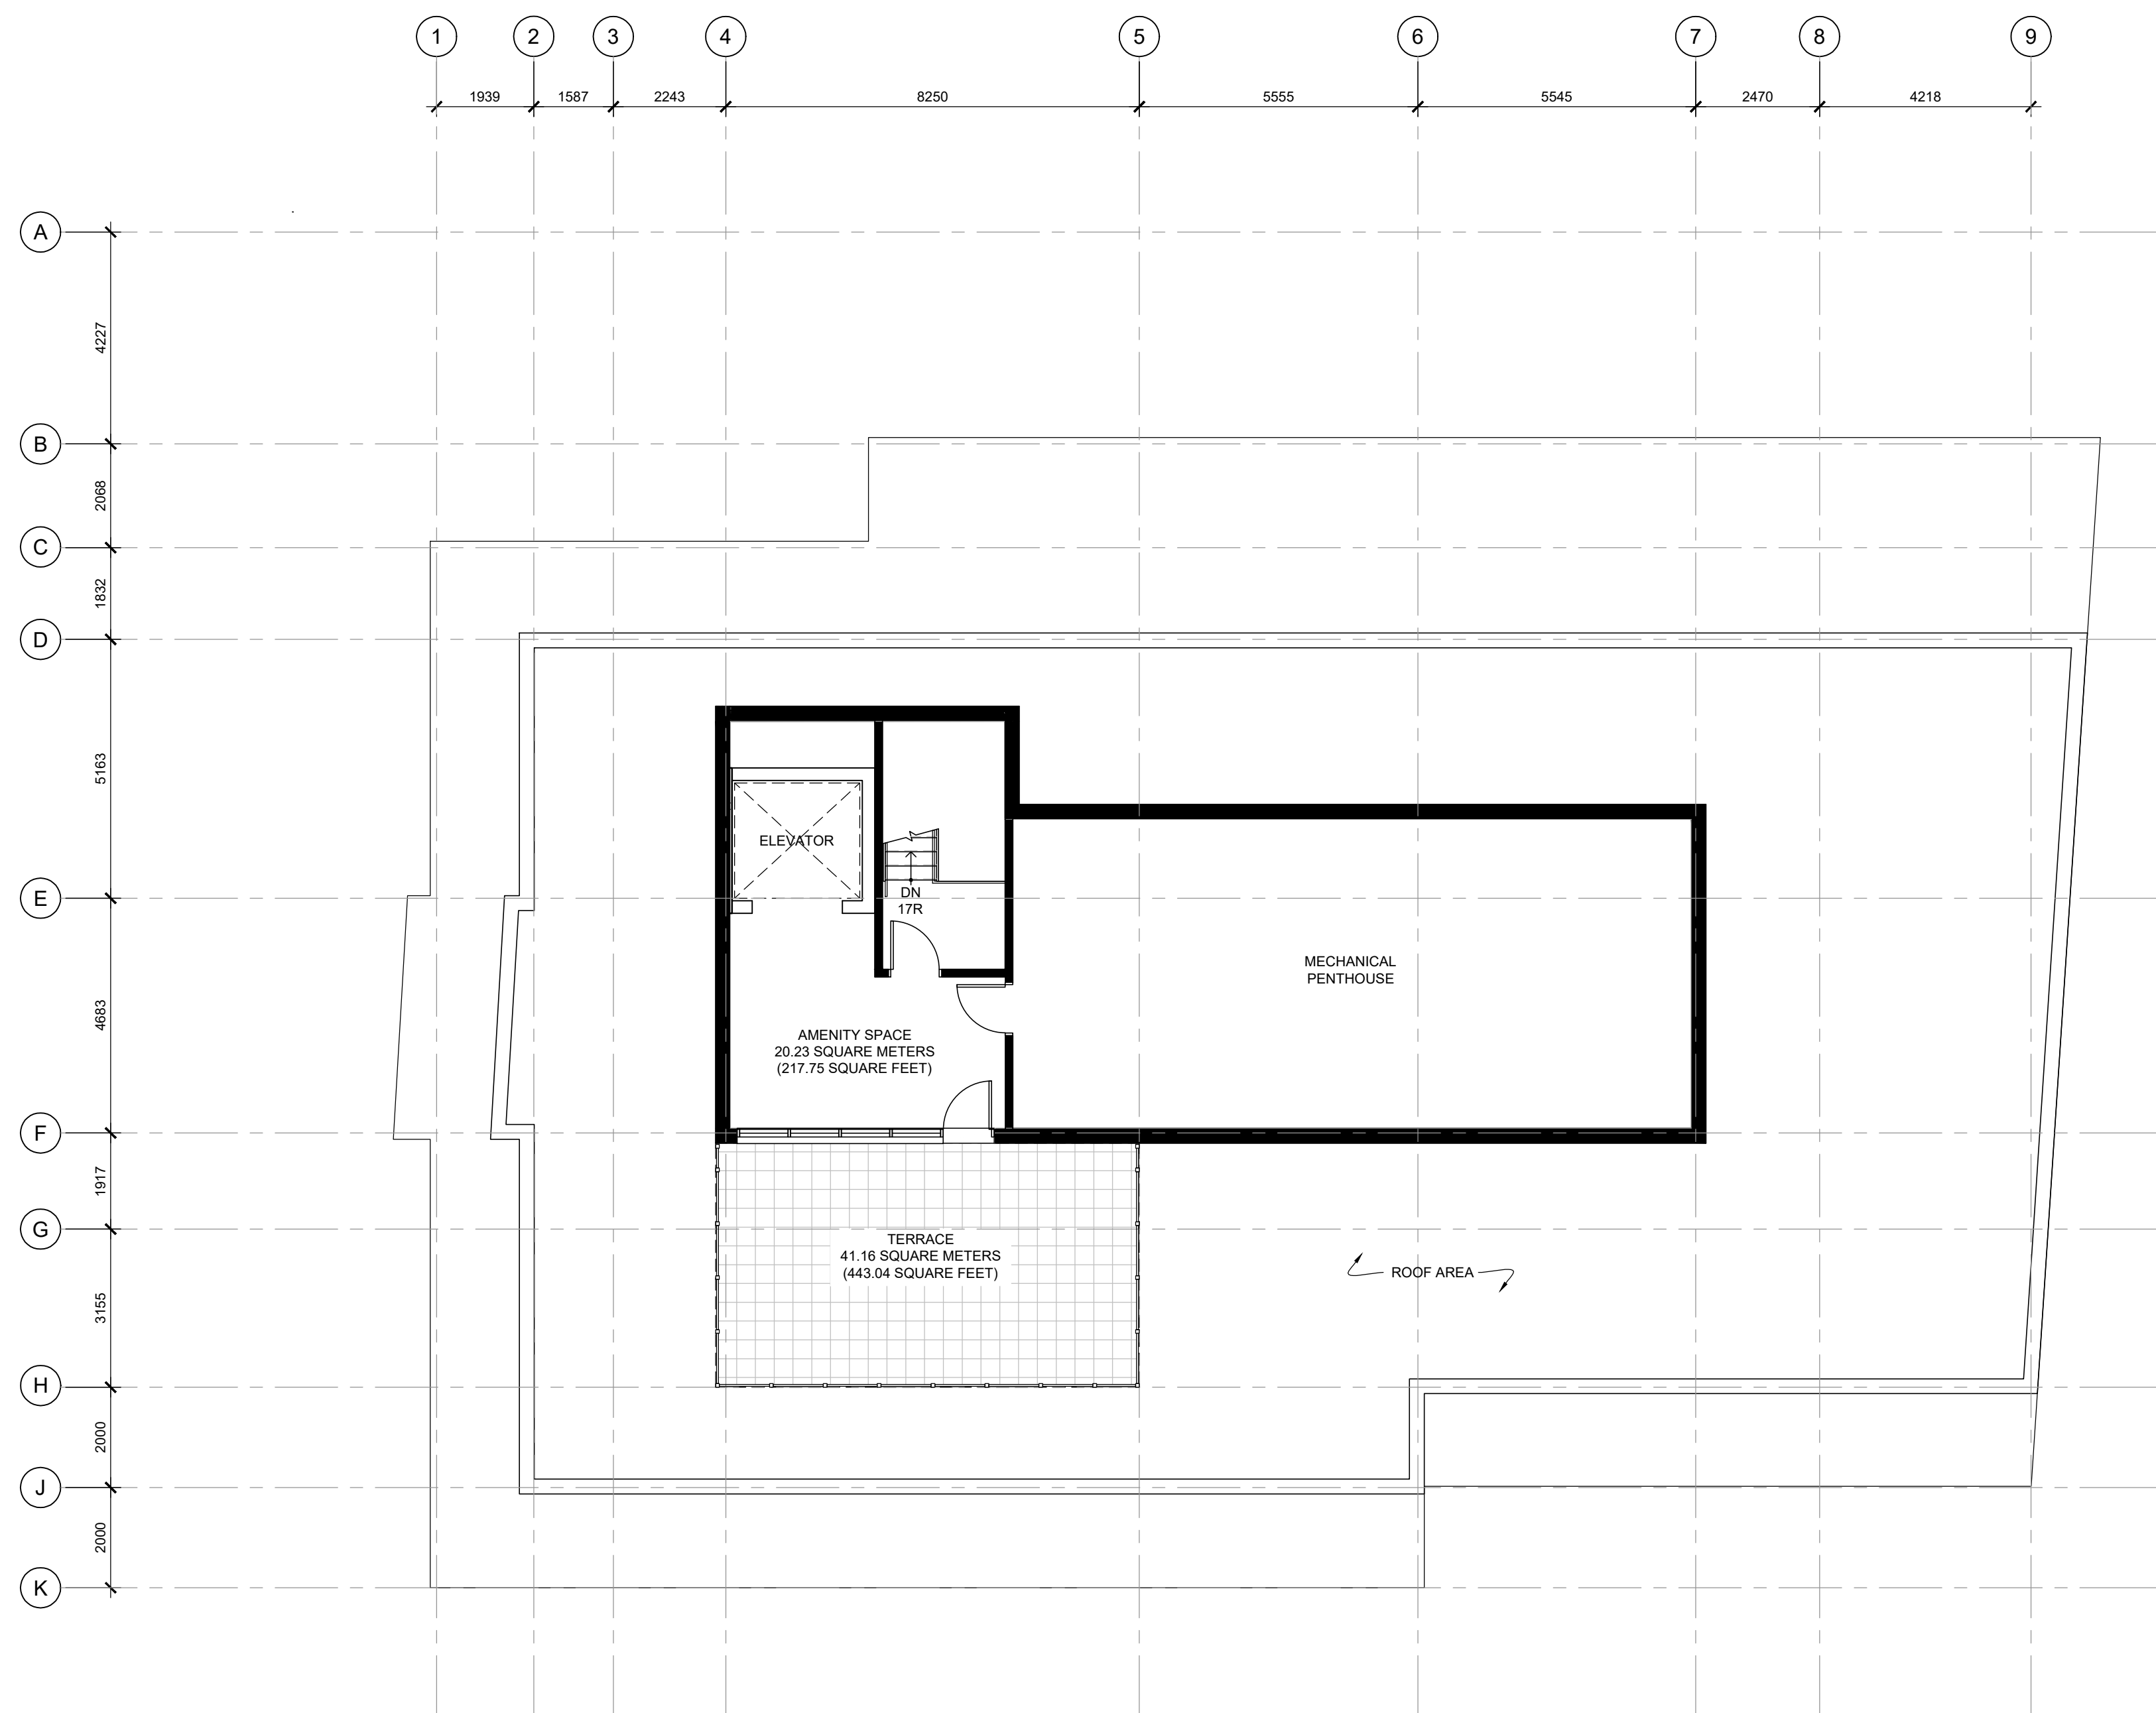 1 2 3 4 5 6 7 8 9
1939 1587 2243 8250 5555 5545 2470 4218
A
4227
B
2068
C
1832
D
5163
E
4683
F
1917
G
3155
H
2000
J
2000
K
ELEVATOR
DN
17R
MECHANICAL
PENTHOUSE
AMENITY SPACE
20.23 SQUARE METERS
(217.75 SQUARE FEET)
TERRACE
41.16 SQUARE METERS
(443.04 SQUARE FEET)
ROOF AREA